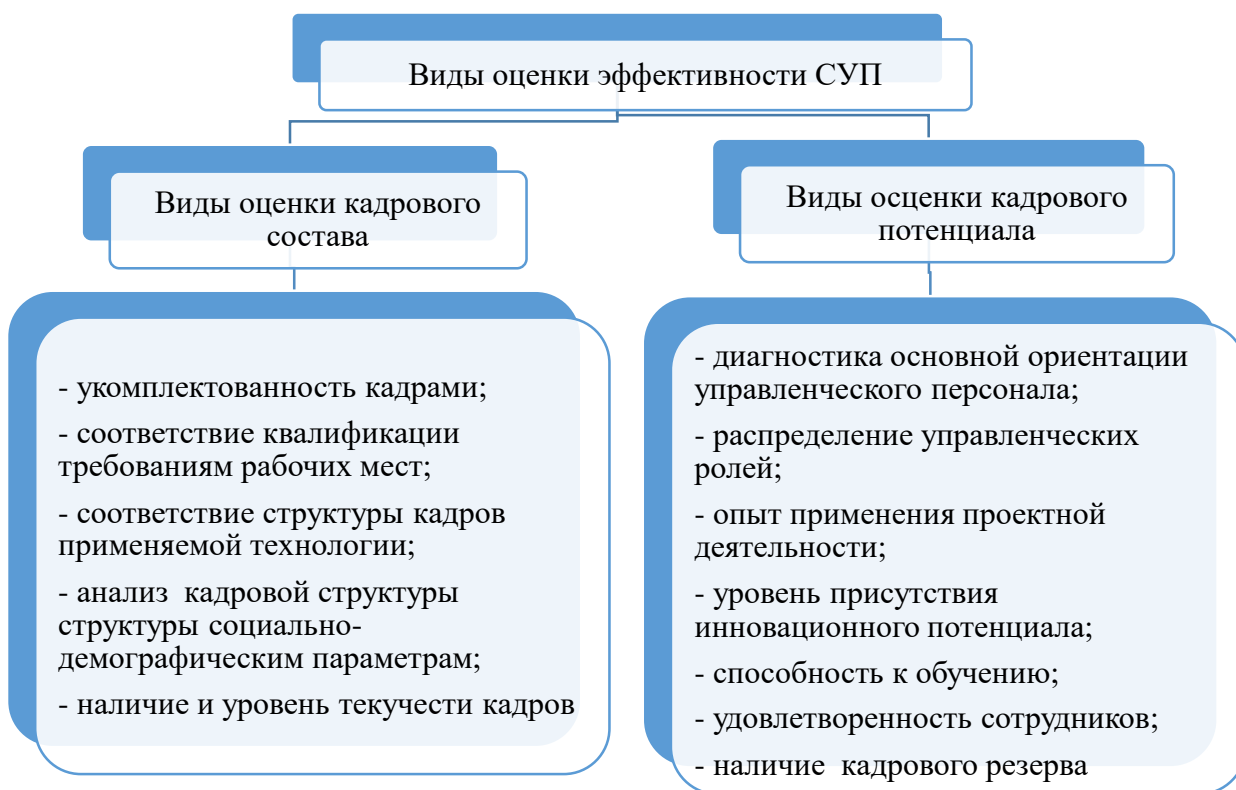 Виды оценки эффективности СУП
Виды оценки кадрового
состава
Виды осценки кадрового
потенциала
- укомплектованность кадрами;
- соответствие квалификации
требованиям рабочих мест;
- соответствие структуры кадров
применяемой технологии;
- анализ  кадровой структуры
структуры социально-
демографическим параметрам;
- наличие и уровень текучести кадров
- диагностика основной ориентации
управленческого персонала;
- распределение управленческих
ролей;
- опыт применения проектной
деятельности;
- уровень присутствия
инновационного потенциала;
- способность к обучению;
- удовлетворенность сотрудников;
- наличие  кадрового резерва